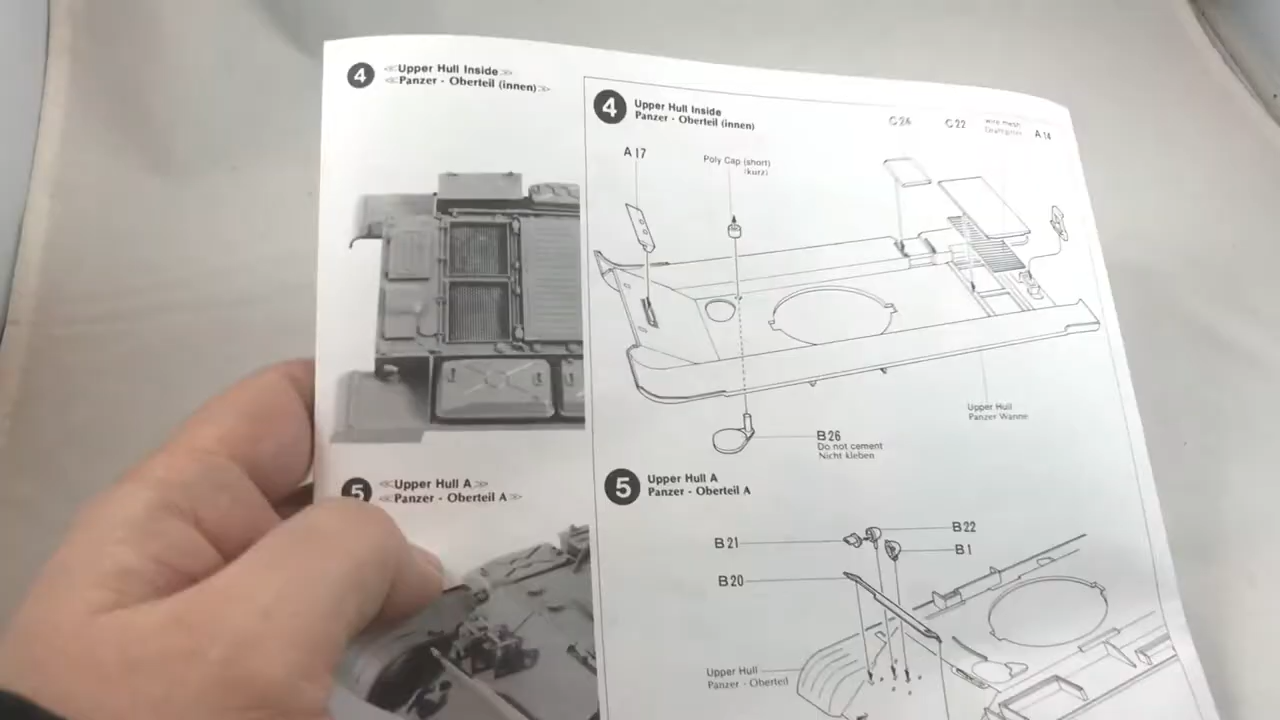 4 <<Upper Hull Inside>>
<<Panzer - Oberteil (innen)>>
4 Upper Hull Inside
Panzer - Oberteil (innen)
C24 C22 wire mesh A14
A17 Poly Cap (short)
(kurz)
Upper Hull
Panzer Wanne
B26
Do not cement
Nicht kleben
5 <<Upper Hull A>>
<<Panzer - Oberteil A>>
5 Upper Hull A
Panzer - Oberteil A
B22
B21
B1
B20
Upper Hull
Panzer - Oberteil